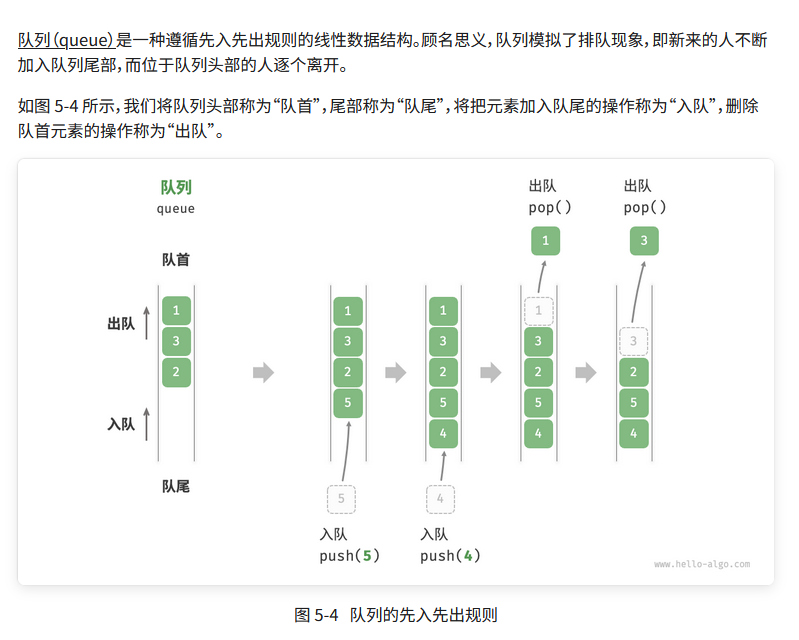 队列(queue)是一种遵循先入先出规则的线性数据结构。顾名思义，队列模拟了排队现象，即新来的人不断
加入队列尾部，而位于队列头部的人逐个离开。
如图 5-4 所示，我们将队列头部称为“队首”，尾部称为“队尾”，将把元素加入队尾的操作称为“入队”，删除
队首元素的操作称为“出队”。
队列
queue
队首
出队
1
3
2
入队
队尾
1
3
2
5
5
入队
push(5)
1
3
2
5
4
4
入队
push(4)
出队
pop()
1
1
3
2
5
4
出队
pop()
3
3
2
5
4
www.hello-algo.com
图 5-4 队列的先入先出规则